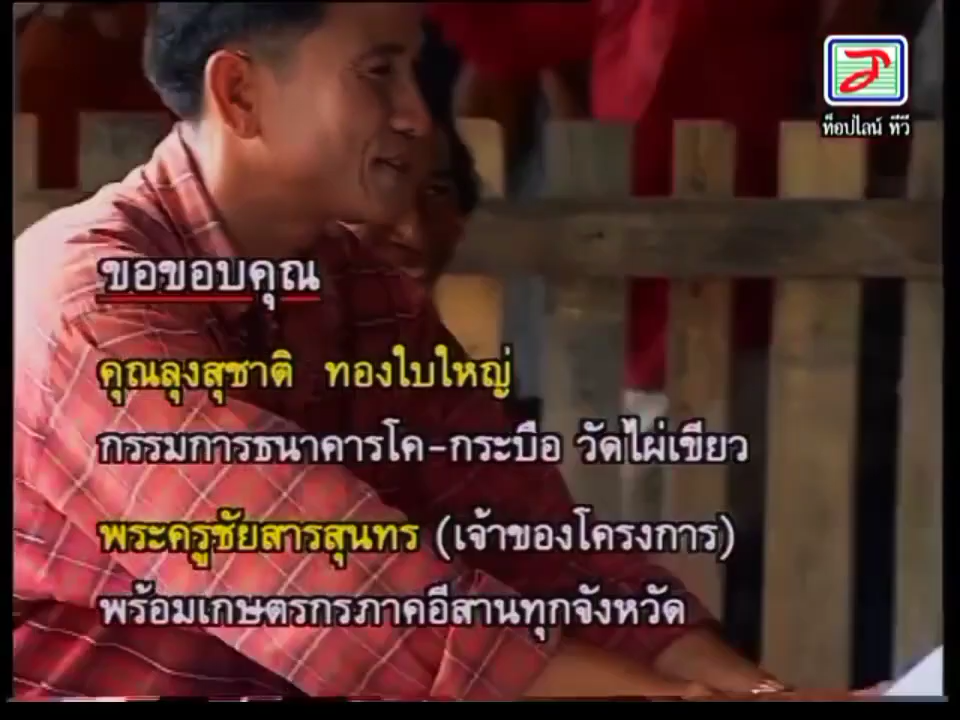 ท็อปไลน์ ทีวี
ขอขอบคุณ
คุณลุงสุชาติ ทองใบใหญ่
กรรมการธนาคารโค-กระบือ วัดไผ่เขียว
พระครูชัยสารสุนทร (เจ้าของโครงการ)
พร้อมเกษตรกรภาคอีสานทุกจังหวัด